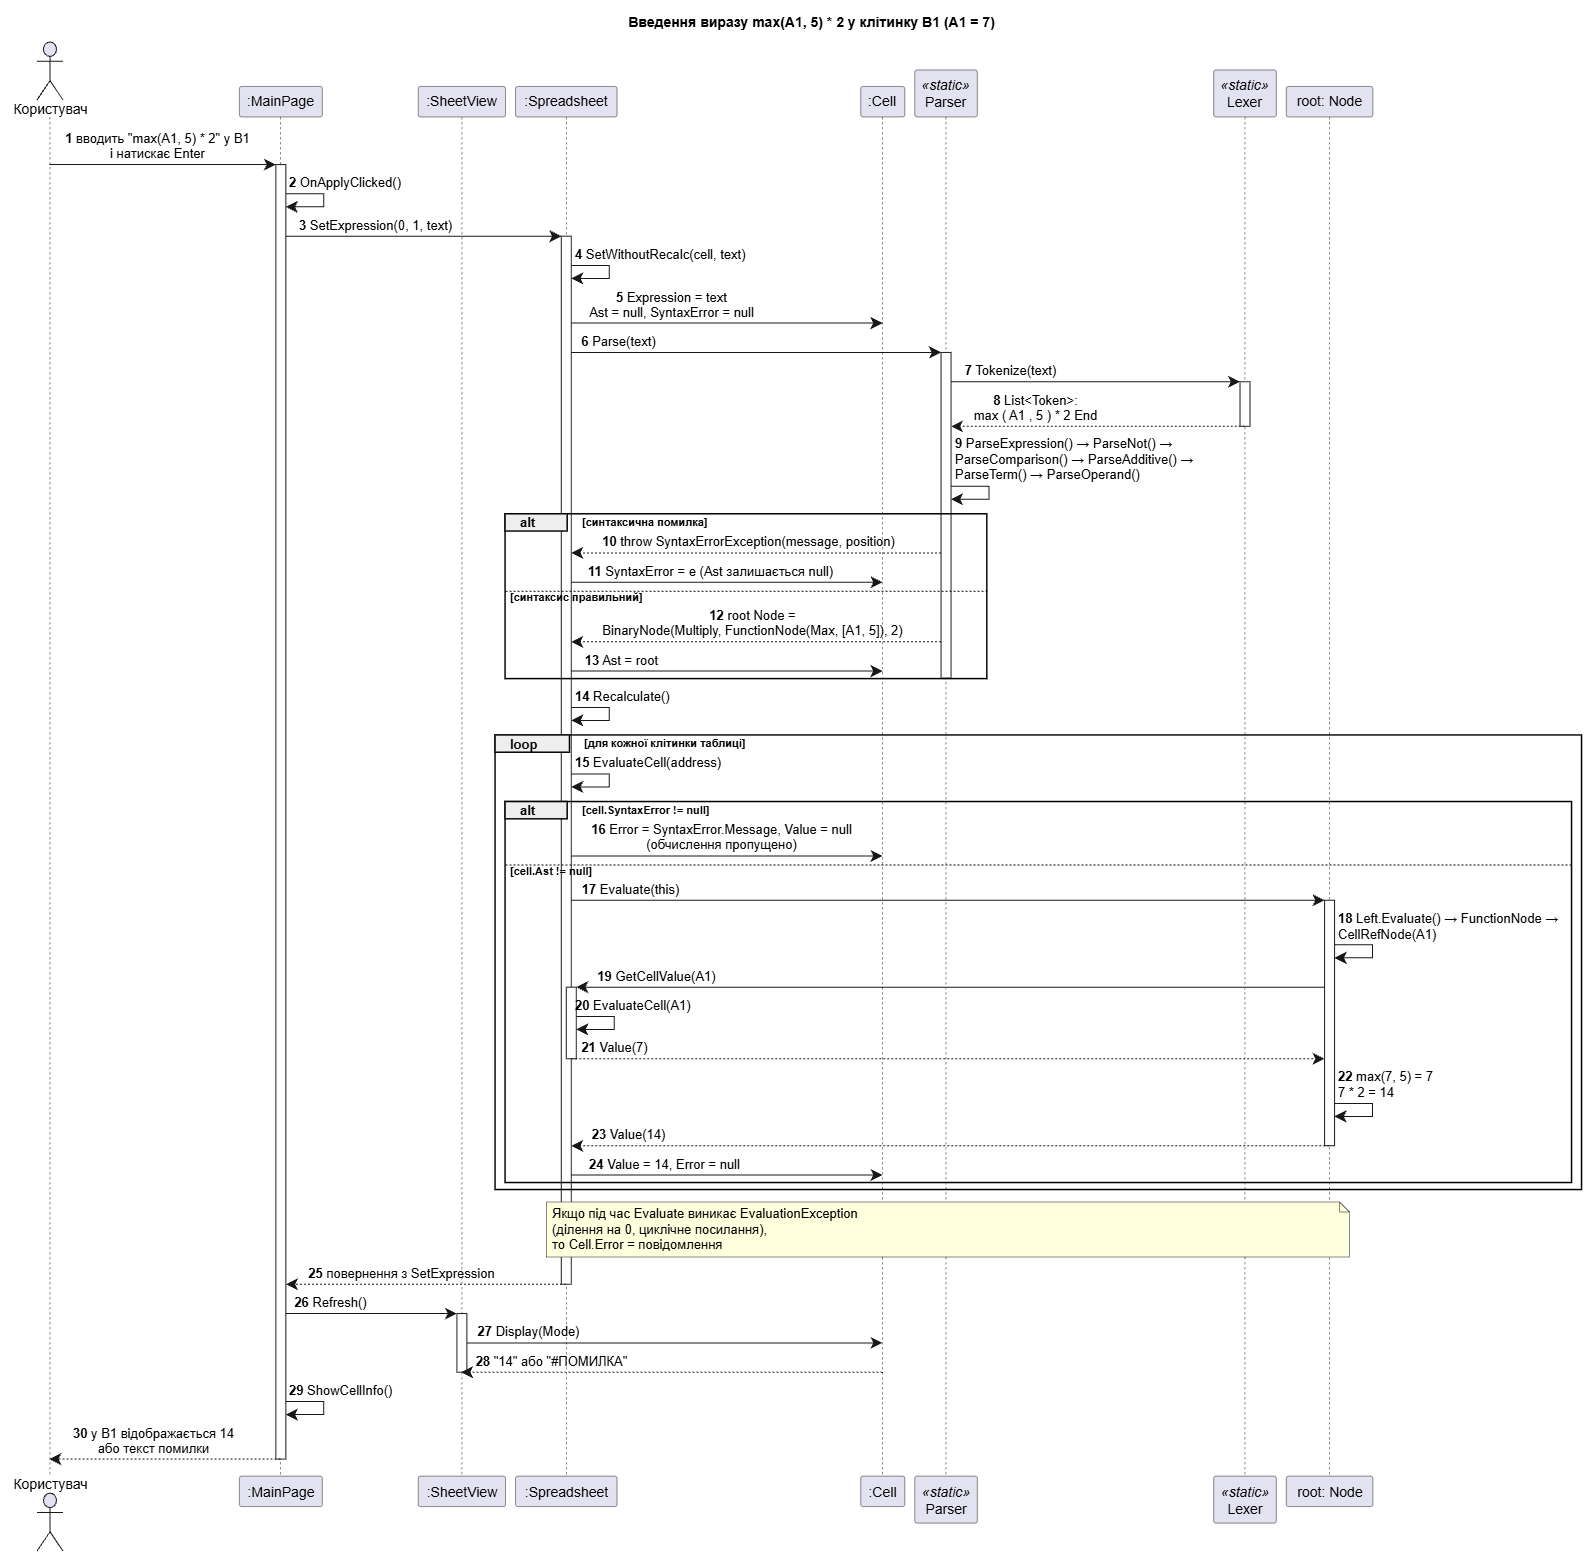 Введення виразу max(A1, 5) * 2 у клітинку B1 (A1 = 7)
Користувач
:MainPage
:SheetView
:Spreadsheet
:Cell
«static»
Parser
«static»
Lexer
root: Node
1 вводить "max(A1, 5) * 2" у B1
і натискає Enter
2 OnApplyClicked()
3 SetExpression(0, 1, text)
4 SetWithoutRecalc(cell, text)
5 Expression = text
Ast = null, SyntaxError = null
6 Parse(text)
7 Tokenize(text)
8 List<Token>:
max ( A1 , 5 ) * 2 End
9 ParseExpression() → ParseNot() →
ParseComparison() → ParseAdditive() →
ParseTerm() → ParseOperand()
alt [синтаксична помилка]
10 throw SyntaxErrorException(message, position)
11 SyntaxError = e (Ast залишається null)
[синтаксис правильний]
12 root Node =
BinaryNode(Multiply, FunctionNode(Max, [A1, 5]), 2)
13 Ast = root
14 Recalculate()
loop [для кожної клітинки таблиці]
15 EvaluateCell(address)
alt [cell.SyntaxError != null]
16 Error = SyntaxError.Message, Value = null
(обчислення пропущено)
[cell.Ast != null]
17 Evaluate(this)
18 Left.Evaluate() → FunctionNode →
CellRefNode(A1)
19 GetCellValue(A1)
20 EvaluateCell(A1)
21 Value(7)
22 max(7, 5) = 7
7 * 2 = 14
23 Value(14)
24 Value = 14, Error = null
Якщо під час Evaluate виникає EvaluationException
(ділення на 0, циклічне посилання),
то Cell.Error = повідомлення
25 повернення з SetExpression
26 Refresh()
27 Display(Mode)
28 "14" або "#ПОМИЛКА"
29 ShowCellInfo()
30 у B1 відображається 14
або текст помилки
Користувач
:MainPage
:SheetView
:Spreadsheet
:Cell
«static»
Parser
«static»
Lexer
root: Node